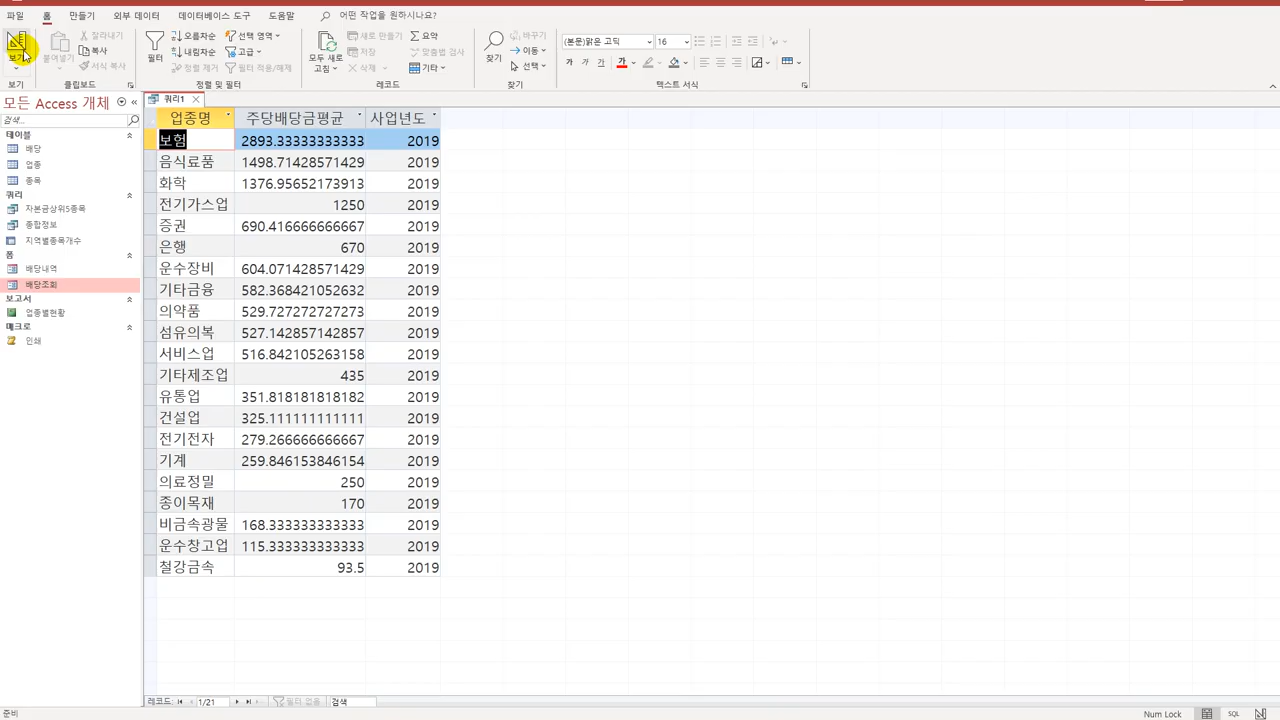 파일 홈 만들기 외부 데이터 데이터베이스 도구 도움말 어떤 작업을 원하시나요?
보기 붙여넣기 잘라내기 복사 서식 복사 필터 오름차순 내림차순 정렬 제거 선택 영역 고급 필터 적용/해제 모두 새로 고침 새로 만들기 저장 삭제 요약 맞춤법 검사 기타 찾기 바꾸기 이동 선택 (본문)맑은 고딕 16 가 가 가 가
보기 클립보드 정렬 및 필터 레코드 찾기 텍스트 서식
모든 Access 개체
검색...
테이블
배당
업종
종목
쿼리
자본금상위5종목
종합정보
지역별종목개수
폼
배당내역
배당조회
보고서
업종별현황
매크로
인쇄
쿼리1
업종명 주당배당금평균 사업년도
보험 2893.33333333333 2019
음식료품 1498.71428571429 2019
화학 1376.95652173913 2019
전기가스업 1250 2019
증권 690.416666666667 2019
은행 670 2019
운수장비 604.071428571429 2019
기타금융 582.368421052632 2019
의약품 529.727272727273 2019
섬유의복 527.142857142857 2019
서비스업 516.842105263158 2019
기타제조업 435 2019
유통업 351.818181818182 2019
건설업 325.111111111111 2019
전기전자 279.266666666667 2019
기계 259.846153846154 2019
의료정밀 250 2019
종이목재 170 2019
비금속광물 168.333333333333 2019
운수창고업 115.333333333333 2019
철강금속 93.5 2019
레코드: 1/21 필터 없음 검색
준비 Num Lock SQL